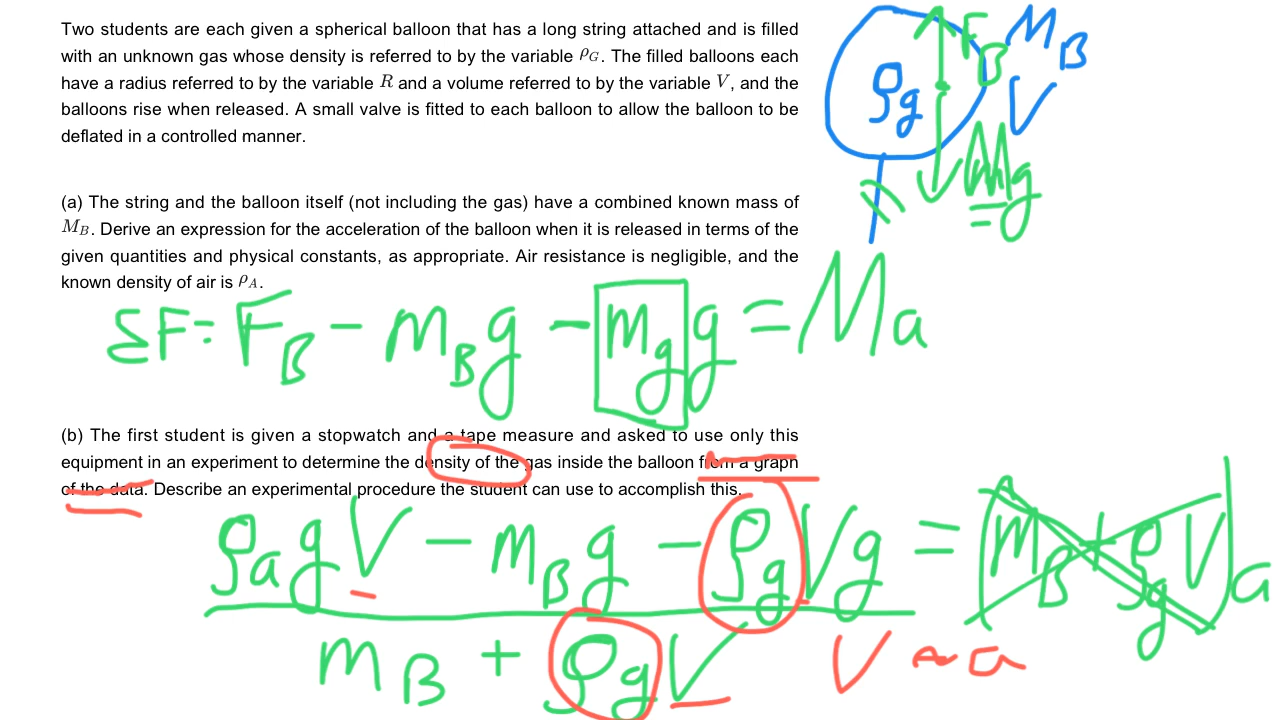 Two students are each given a spherical balloon that has a long string attached and is filled
with an unknown gas whose density is referred to by the variable ρG. The filled balloons each
have a radius referred to by the variable R and a volume referred to by the variable V, and the
balloons rise when released. A small valve is fitted to each balloon to allow the balloon to be
deflated in a controlled manner.
FB MB
ρg V
Mg
(a) The string and the balloon itself (not including the gas) have a combined known mass of
MB. Derive an expression for the acceleration of the balloon when it is released in terms of the
given quantities and physical constants, as appropriate. Air resistance is negligible, and the
known density of air is ρA.
ΣF = FB − mBg − mgg = Ma
(b) The first student is given a stopwatch and a tape measure and asked to use only this
equipment in an experiment to determine the density of the gas inside the balloon from a graph
of the data. Describe an experimental procedure the student can use to accomplish this.
ρagV − mBg − ρgVg = (mB + ρgV)a
mB + ρgV
V ~ a